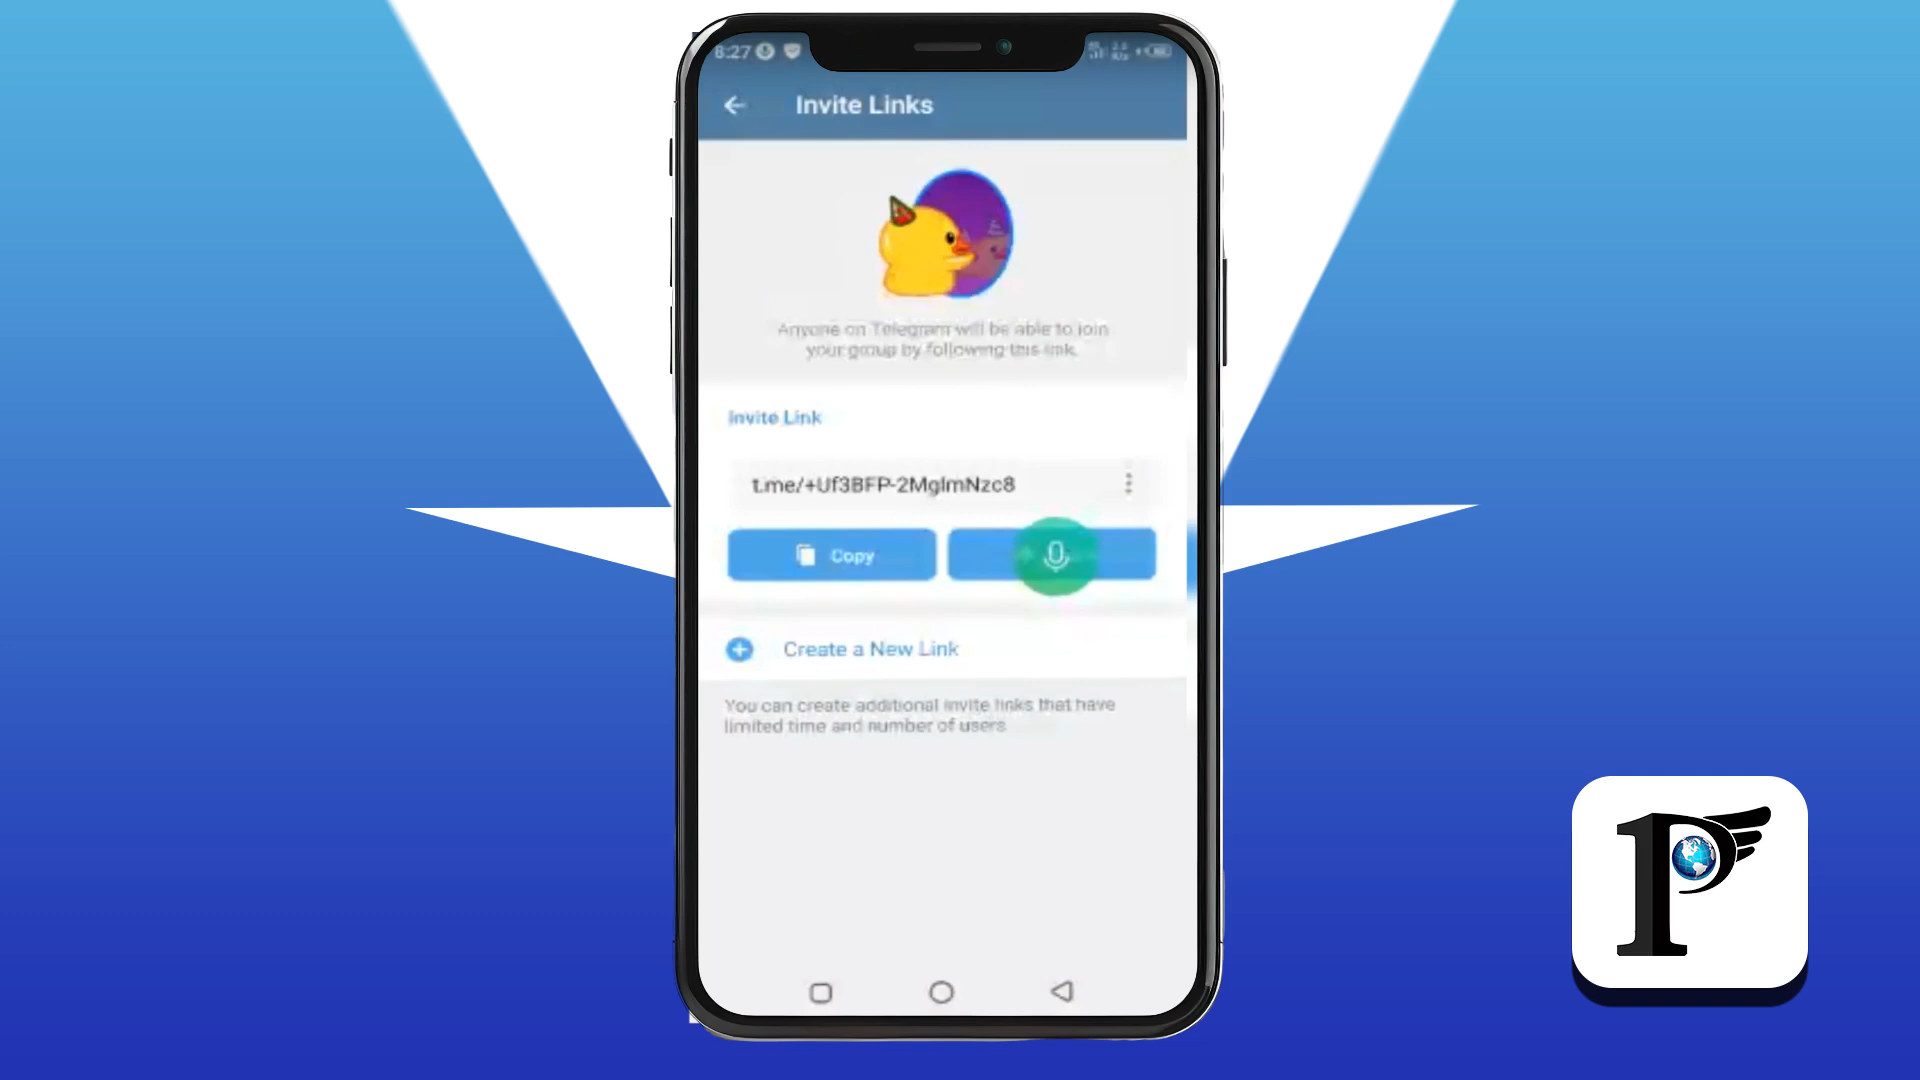 8:27
Invite Links
Anyone on Telegram will be able to join
your group by following this link.
Invite Link
t.me/+Uf3BFP-2MglmNzc8
Copy
Create a New Link
You can create additional invite links that have
limited time and number of users
P